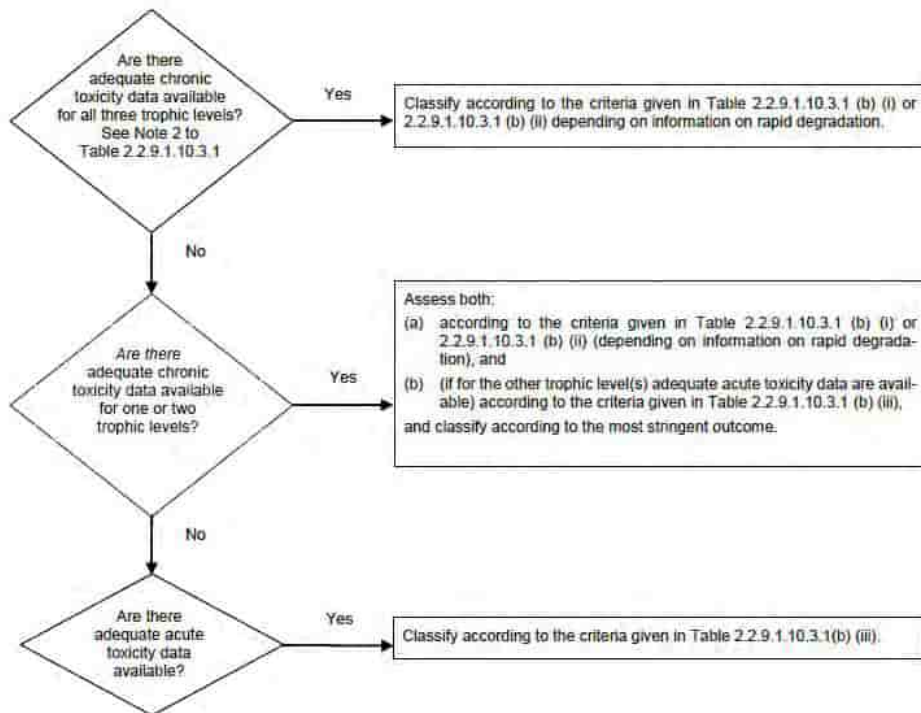 Are there
adequate chronic
toxicity data available
for all three trophic levels?
See Note 2 to
Table 2.2.9.1.10.3.1
Yes
Classify according to the criteria given in Table 2.2.9.1.10.3.1 (b) (i) or
2.2.9.1.10.3.1 (b) (ii) depending on information on rapid degradation.
No
Are there
adequate chronic
toxicity data available
for one or two
trophic levels?
Yes
Assess both:
(a) according to the criteria given in Table 2.2.9.1.10.3.1 (b) (i) or
2.2.9.1.10.3.1 (b) (ii) (depending on information on rapid degrada-
tion), and
(b) (if for the other trophic level(s) adequate acute toxicity data are avail-
able) according to the criteria given in Table 2.2.9.1.10.3.1 (b) (iii),
and classify according to the most stringent outcome.
No
Are there
adequate acute
toxicity data
available?
Yes
Classify according to the criteria given in Table 2.2.9.1.10.3.1(b) (iii).